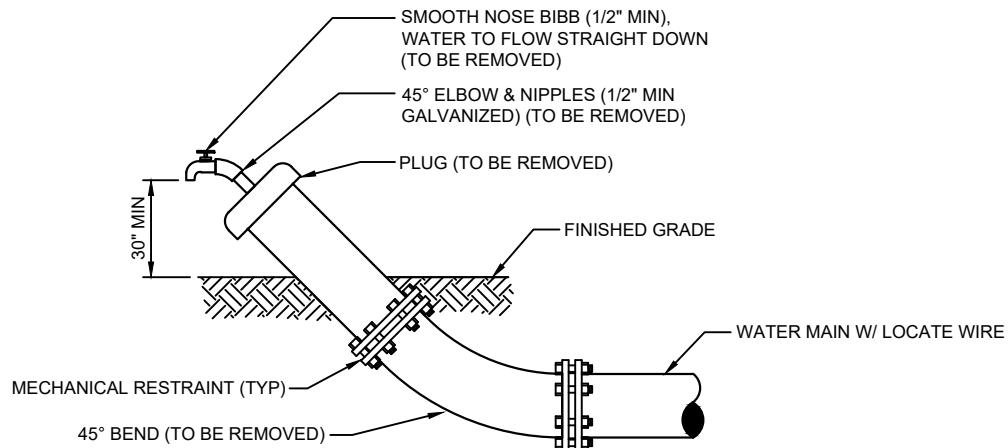 SMOOTH NOSE BIBB (1/2" MIN),
WATER TO FLOW STRAIGHT DOWN
(TO BE REMOVED)
45° ELBOW & NIPPLES (1/2" MIN
GALVANIZED) (TO BE REMOVED)
PLUG (TO BE REMOVED)
30" MIN
FINISHED GRADE
WATER MAIN W/ LOCATE WIRE
MECHANICAL RESTRAINT (TYP)
45° BEND (TO BE REMOVED)